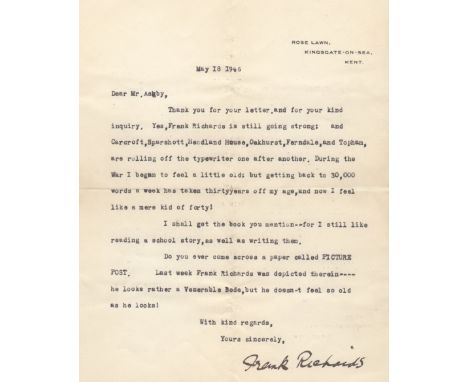 ROSE LAWN,
KINGSGATE-ON-SEA,
KENT.
May 18 1946
Dear Mr. Ashby,
Thank you for your letter,and for your kind
inquiry. Yes,Frank Richards is still going strong: and
Carcroft,Sparshott,Headland House,Oakhurst,Ferndale,and Topham,
are rolling off the typewriter one after another. During the
War I began to feel a little old: but getting back to 30,000
words a week has taken thirtyyears off my age,and now I feel
like a mere kid of forty!
I shall get the book you mention--for I still like
reading a school story,as well as writing them.
Do you ever come across a paper called PICTURE
POST. Last week Frank Richards was depicted therein----
he looks rather a Venerable Bede,but he doesn-t feel so old
as he looks!
With kind regards,
Yours sincerely,
Frank Richards